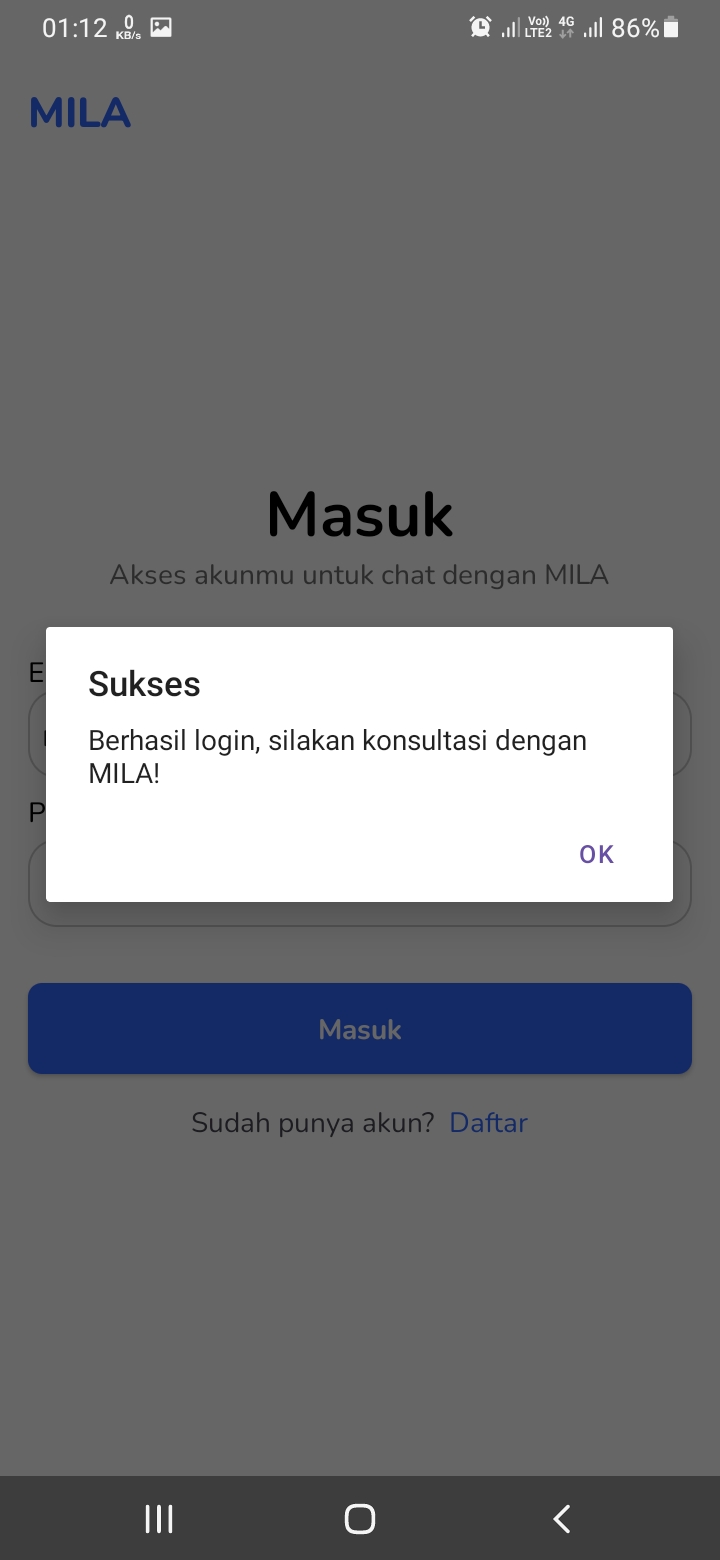 01:12 0 KB/s Vo) LTE2 4G 86%
MILA
Masuk
Akses akunmu untuk chat dengan MILA
E
Sukses
Berhasil login, silakan konsultasi dengan
MILA!
P
OK
Masuk
Sudah punya akun? Daftar